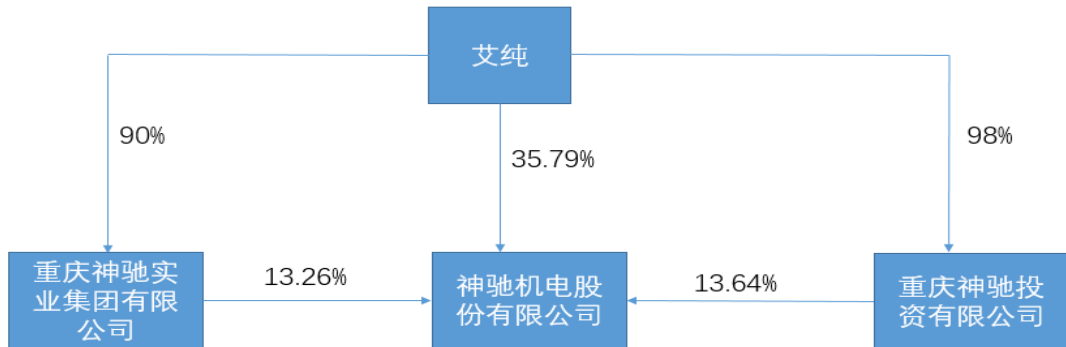 艾纯
90%
35.79%
98%
重庆神驰实
业集团有限
公司
13.26%
神驰机电股
份有限公司
13.64%
重庆神驰投
资有限公司